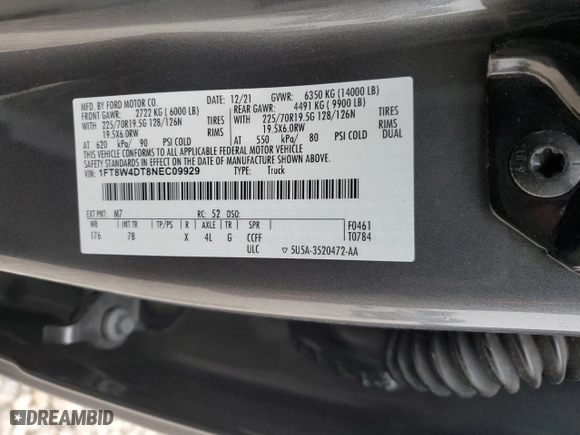 MFD. BY FORD MOTOR CO.
DATE: 12/21 GVWR: 6350 KG (14000 LB)
FRONT GAWR: 2722 KG (6000 LB) REAR GAWR: 4491 KG (9900 LB)
WITH 225/70R19.5G 128/126N TIRES WITH 225/70R19.5G 128/126N TIRES
19.5X6.0RW RIMS 19.5X6.0RW RIMS
AT 620 kPa/ 90 PSI COLD AT 550 kPa/ 80 PSI COLD DUAL
THIS VEHICLE CONFORMS TO ALL APPLICABLE FEDERAL MOTOR VEHICLE SAFETY STANDARDS IN EFFECT ON THE DATE OF MANUFACTURE SHOWN ABOVE.
VIN: 1FT8W4DT8NEC09929 TYPE: Truck
EXT PNT: M7 RC: 52 DSO:
WB INT TR TP/PS R AXLE TR SPR F0461
176 7B X 4L G CCFF T0784
ULC 5U5A-3520472-AA
DREAMBID